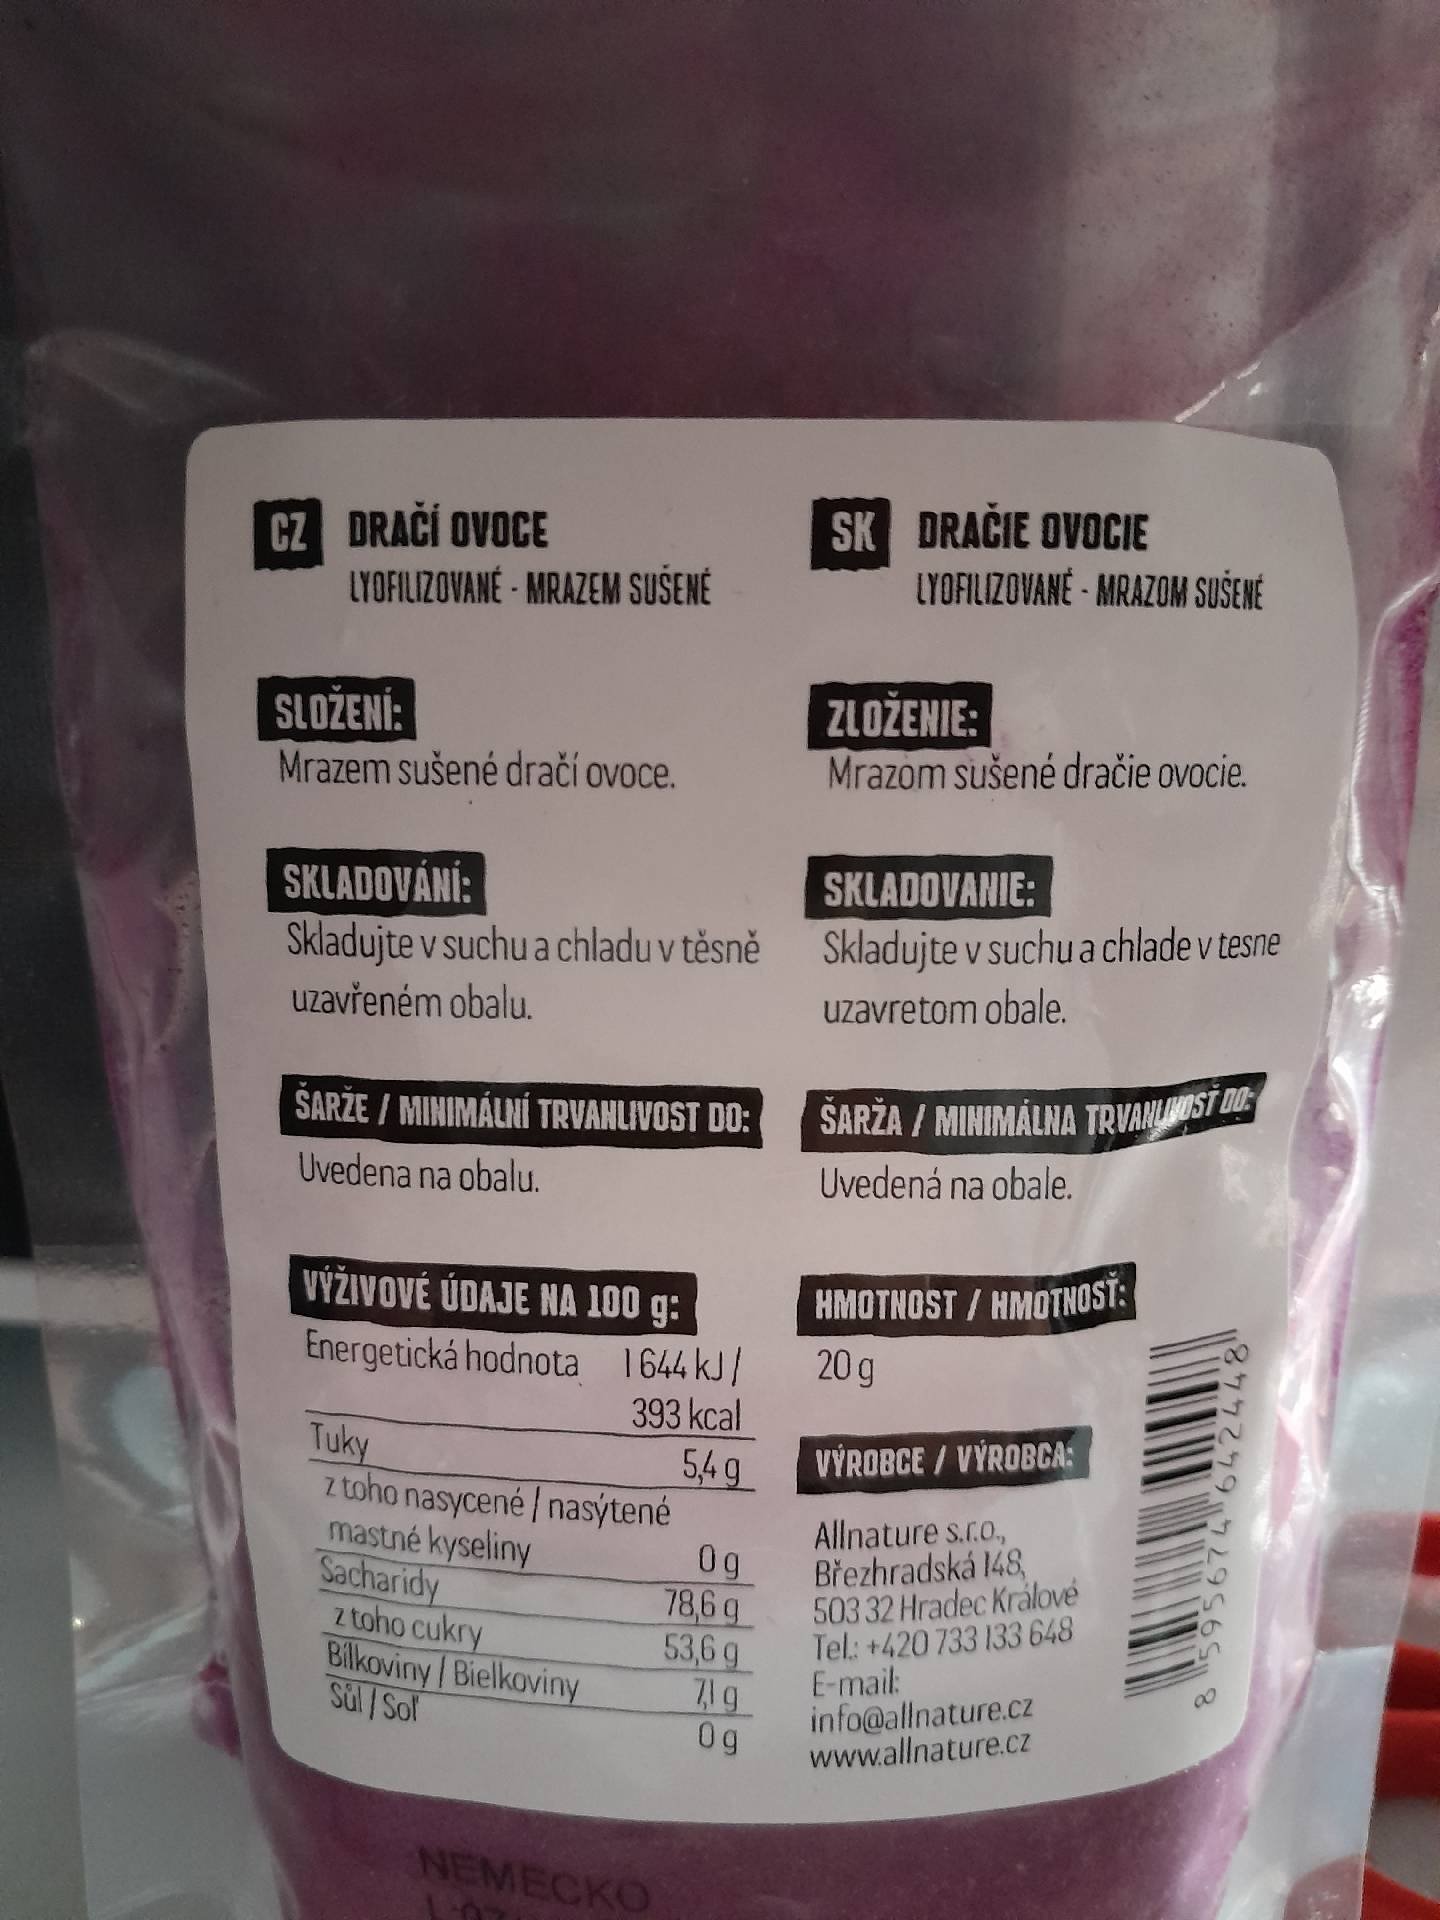 CZ DRAČÍ OVOCE
LYOFILIZOVANÉ - MRAZEM SUŠENÉ
SLOŽENÍ:
Mrazem sušené dračí ovoce.
SKLADOVÁNÍ:
Skladujte v suchu a chladu v těsně
uzavřeném obalu.
ŠARŽE / MINIMÁLNÍ TRVANLIVOST DO:
Uvedena na obalu.
VÝŽIVOVÉ ÚDAJE NA 100 g:
Energetická hodnota 1 644 kJ /
393 kcal
Tuky 5,4 g
z toho nasycené / nasýtené
mastné kyseliny 0 g
Sacharidy 78,6 g
z toho cukry 53,6 g
Bílkoviny / Bielkoviny 7,1 g
Sůl / Soľ 0 g
SK DRAČIE OVOCIE
LYOFILIZOVANÉ - MRAZOM SUŠENÉ
ZLOŽENIE:
Mrazom sušené dračie ovocie.
SKLADOVANIE:
Skladujte v suchu a chlade v tesne
uzavretom obale.
ŠARŽA / MINIMÁLNA TRVANLIVOSŤ DO:
Uvedená na obale.
HMOTNOST / HMOTNOSŤ:
20 g
VÝROBCE / VÝROBCA:
Allnature s.r.o.,
Březhradská 148,
503 32 Hradec Králové
Tel.: +420 733 133 648
E-mail:
info@allnature.cz
www.allnature.cz
8 595674 642448
NEMECKO